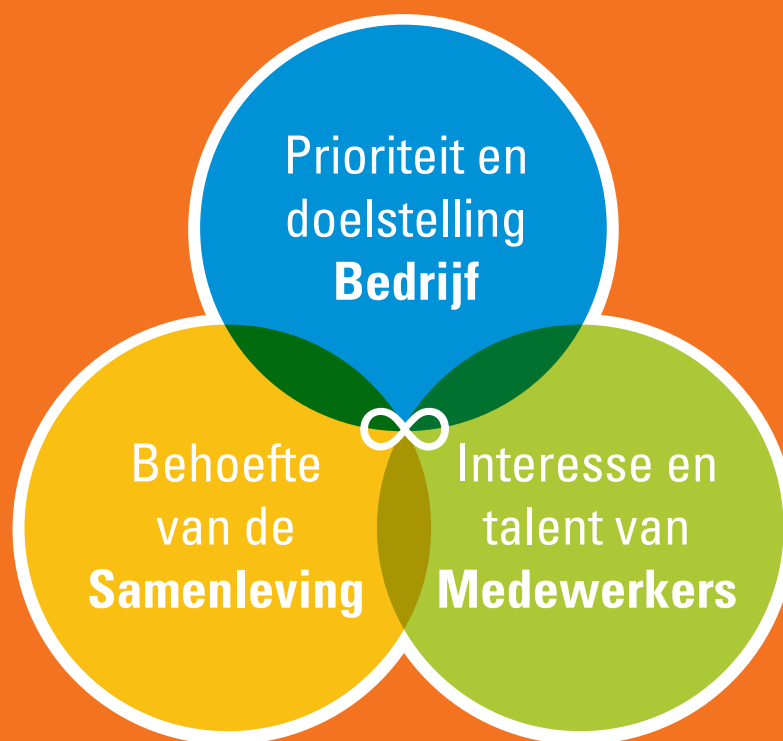 Prioriteit en
doelstelling
Bedrijf
Behoefte
van de
Samenleving
Interesse en
talent van
Medewerkers